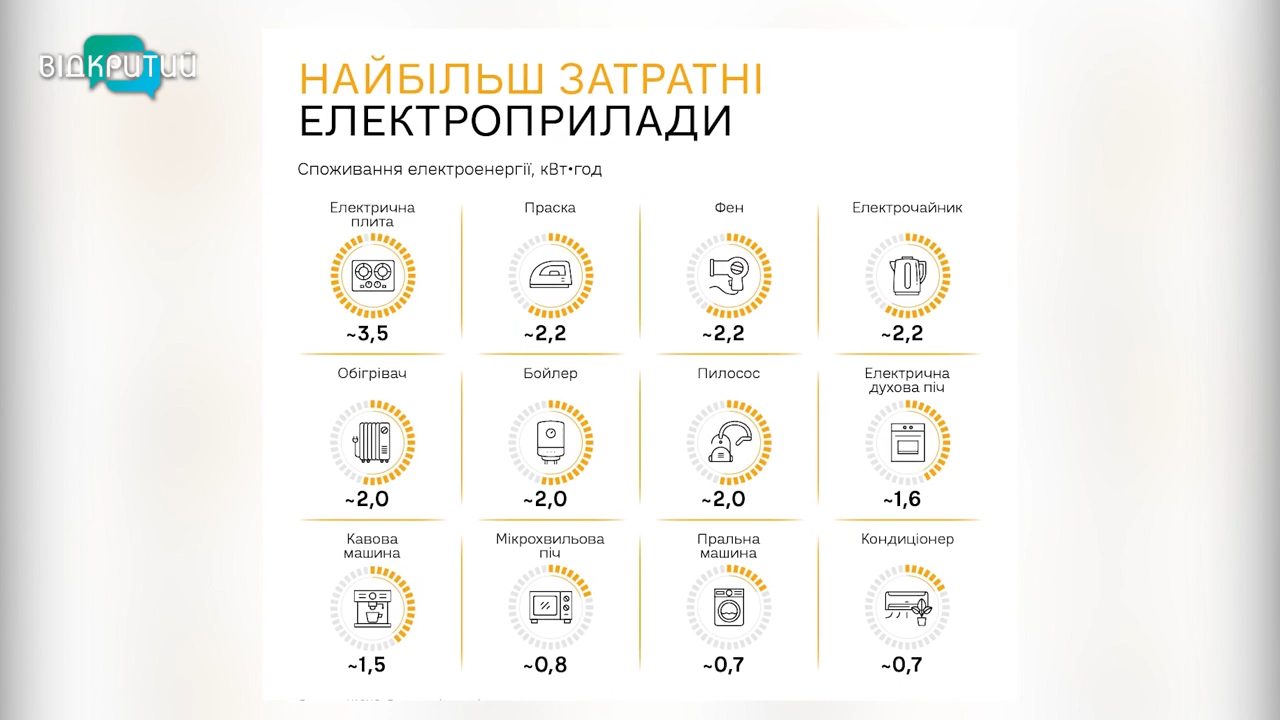 ВІДКРИТИЙ
НАЙБІЛЬШ ЗАТРАТНІ
ЕЛЕКТРОПРИЛАДИ
Споживання електроенергії, кВт•год
Електрична
плита
~3,5
Праска
~2,2
Фен
~2,2
Електрочайник
~2,2
Обігрівач
~2,0
Бойлер
~2,0
Пилосос
~2,0
Електрична
духова піч
~1,6
Кавова
машина
~1,5
Мікрохвильова
піч
~0,8
Пральна
машина
~0,7
Кондиціонер
~0,7